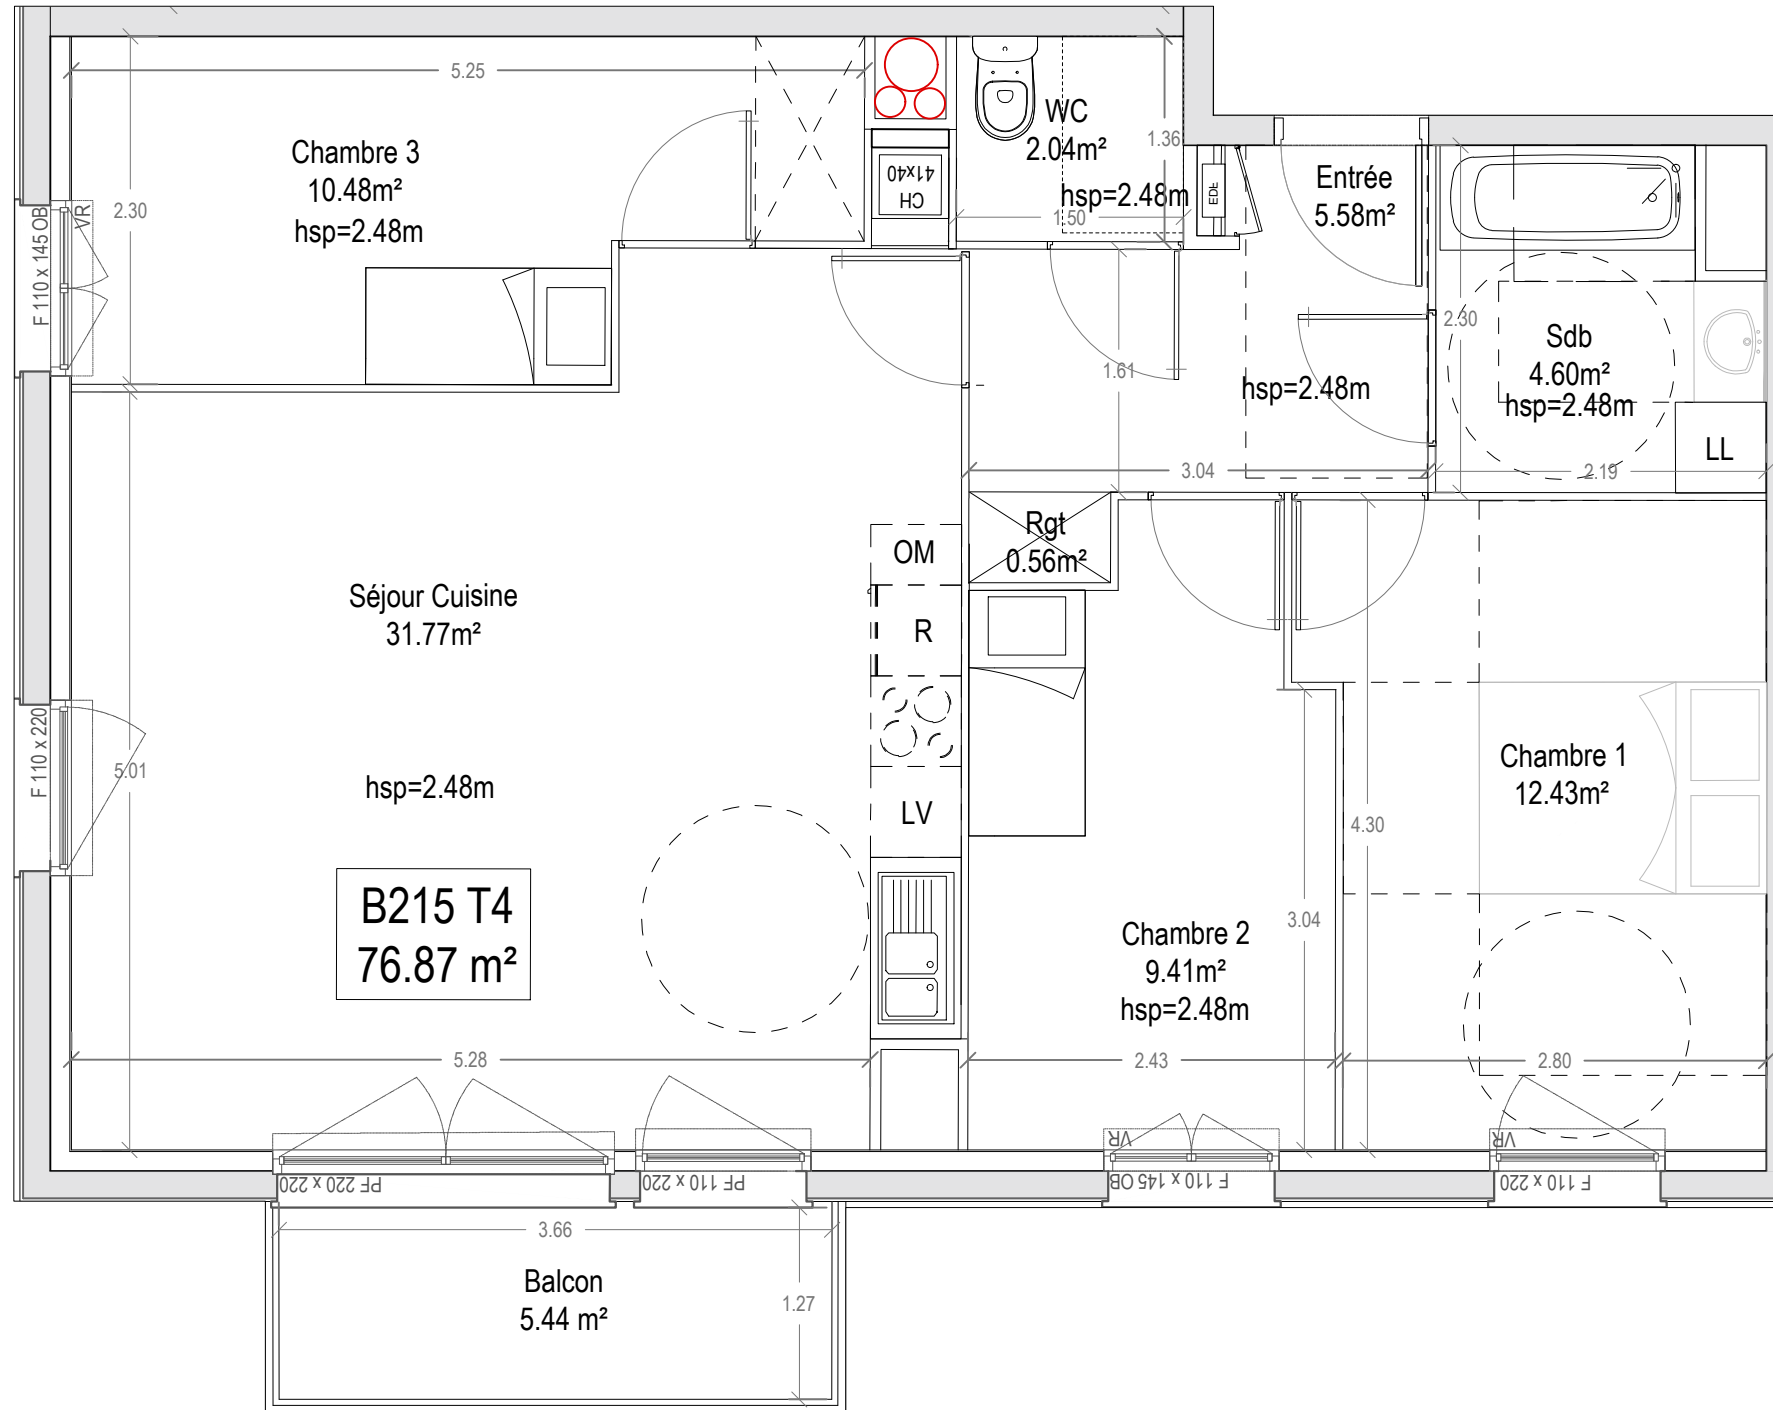 5.25
Chambre 3
10.48m²
hsp=2.48m
2.30
F 110 x 145 OB
VR
CH
41x40
WC
2.04m²
hsp=2.48m
1.36
1.50
EDF
Entrée
5.58m²
hsp=2.48m
1.61
3.04
2.30
Sdb
4.60m²
hsp=2.48m
LL
2.19
Rgt
0.56m²
OM
R
LV
Séjour Cuisine
31.77m²
hsp=2.48m
F 110 x 220
5.01
B215 T4
76.87 m²
5.28
Chambre 2
9.41m²
hsp=2.48m
3.04
2.43
Chambre 1
12.43m²
4.30
2.80
PF 220 x 220
PF 110 x 220
VR
F 110 x 145 OB
VR
F 110 x 220
3.66
Balcon
5.44 m²
1.27